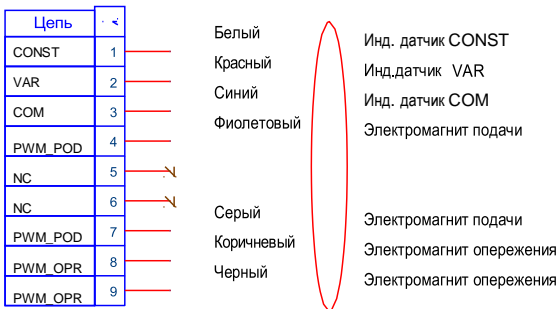 Цепь
CONST 1 Белый Инд. датчик CONST
VAR 2 Красный Инд.датчик VAR
COM 3 Синий Инд. датчик COM
PWM_POD 4 Фиолетовый Электромагнит подачи
NC 5
NC 6
PWM_POD 7 Серый Электромагнит подачи
PWM_OPR 8 Коричневый Электромагнит опережения
PWM_OPR 9 Черный Электромагнит опережения